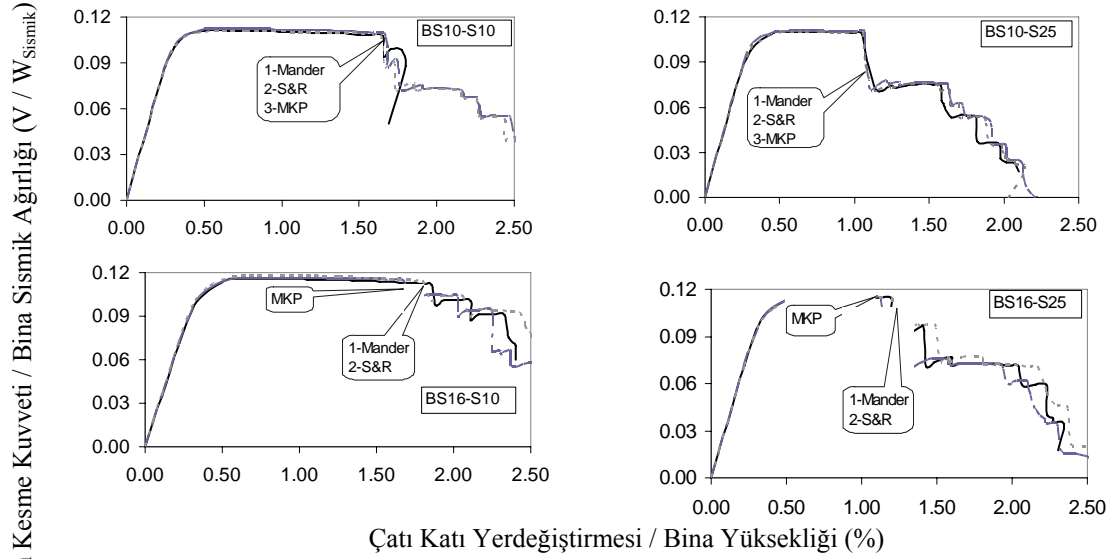 Kesme Kuvveti / Bina Sismik Ağırlığı (V / WSismik)
0.12
0.09
0.06
0.03
0.00
BS10-S10
1-Mander
2-S&R
3-MKP
0.00 0.50 1.00 1.50 2.00 2.50
0.12
0.09
0.06
0.03
0.00
BS10-S25
1-Mander
2-S&R
3-MKP
0.00 0.50 1.00 1.50 2.00 2.50
0.12
0.09
0.06
0.03
0.00
MKP
1-Mander
2-S&R
BS16-S10
0.00 0.50 1.00 1.50 2.00 2.50
0.12
0.09
0.06
0.03
0.00
BS16-S25
MKP
1-Mander
2-S&R
0.00 0.50 1.00 1.50 2.00 2.50
Çatı Katı Yerdeğiştirmesi / Bina Yüksekliği (%)